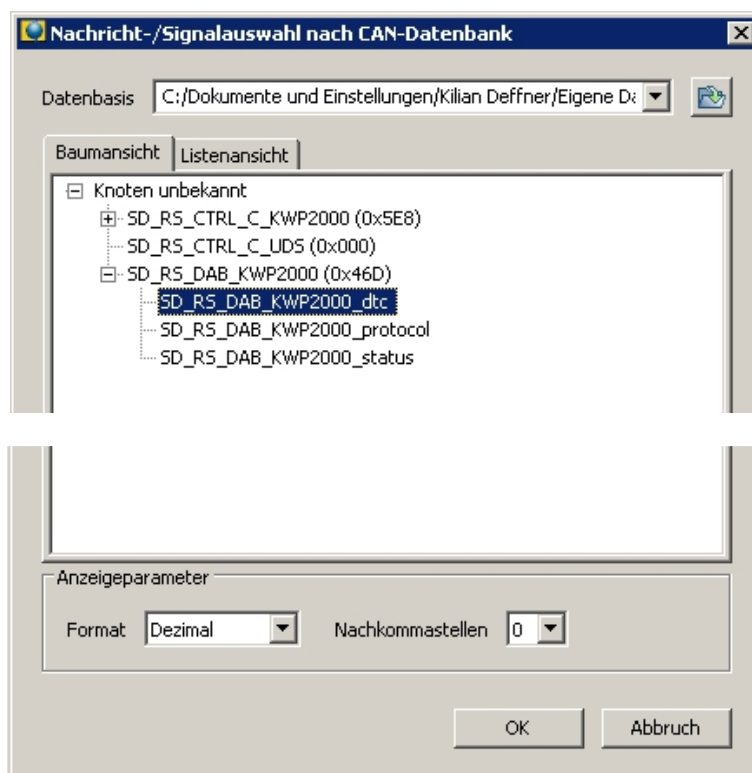 Nachricht-/Signalauswahl nach CAN-Datenbank
Datenbasis C:/Dokumente und Einstellungen/Kilian Deffner/Eigene
Baumansicht Listenansicht
Knoten unbekannt
SD_RS_CTRL_C_KWP2000 (0x5E8)
SD_RS_CTRL_C_UDS (0x000)
SD_RS_DAB_KWP2000 (0x46D)
SD_RS_DAB_KWP2000_dtc
SD_RS_DAB_KWP2000_protocol
SD_RS_DAB_KWP2000_status
Anzeigeparameter
Format Dezimal Nachkommastellen 0
OK Abbruch